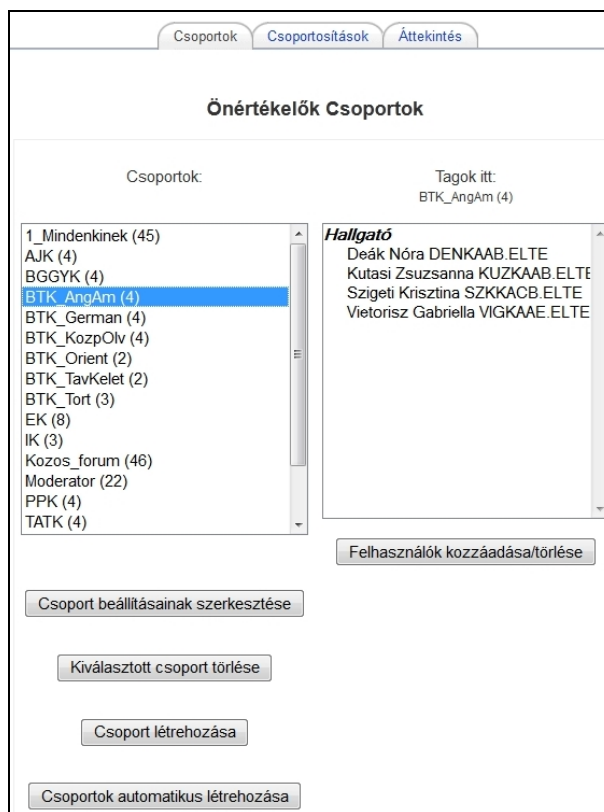 Csoportok Csoportosítások Áttekintés
Önértékelők Csoportok
Csoportok:
1_Mindenkinek (45)
AJK (4)
BGGYK (4)
BTK_AngAm (4)
BTK_German (4)
BTK_KozpOlv (4)
BTK_Orient (2)
BTK_TavKelet (2)
BTK_Tort (3)
EK (8)
IK (3)
Kozos_forum (46)
Moderator (22)
PPK (4)
TATK (4)
Csoport beállításainak szerkesztése
Kiválasztott csoport törlése
Csoport létrehozása
Csoportok automatikus létrehozása
Tagok itt:
BTK_AngAm (4)
Hallgató
Deák Nóra DENKAAB.ELTE
Kutasi Zsuzsanna KUZKAAB.ELTE
Szigeti Krisztina SZKKACB.ELTE
Vietorisz Gabriella VIGKAAE.ELTE
Felhasználók kozzáadása/törlése